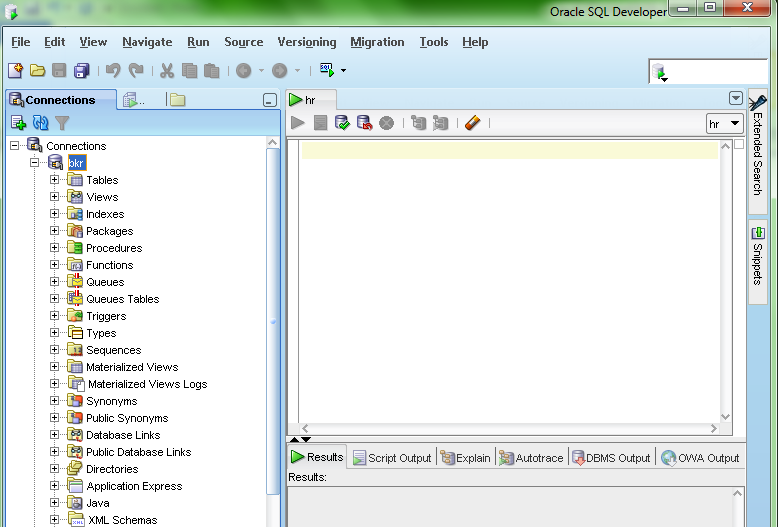 Oracle SQL Developer
File Edit View Navigate Run Source Versioning Migration Tools Help
SQL
Connections
hr
hr
Connections
bkr
Tables
Views
Indexes
Packages
Procedures
Functions
Queues
Queues Tables
Triggers
Types
Sequences
Materialized Views
Materialized Views Logs
Synonyms
Public Synonyms
Database Links
Public Database Links
Directories
Application Express
Java
XML Schemas
Results Script Output Explain Autotrace DBMS Output OWA Output
Results:
Extended Search
Snippets